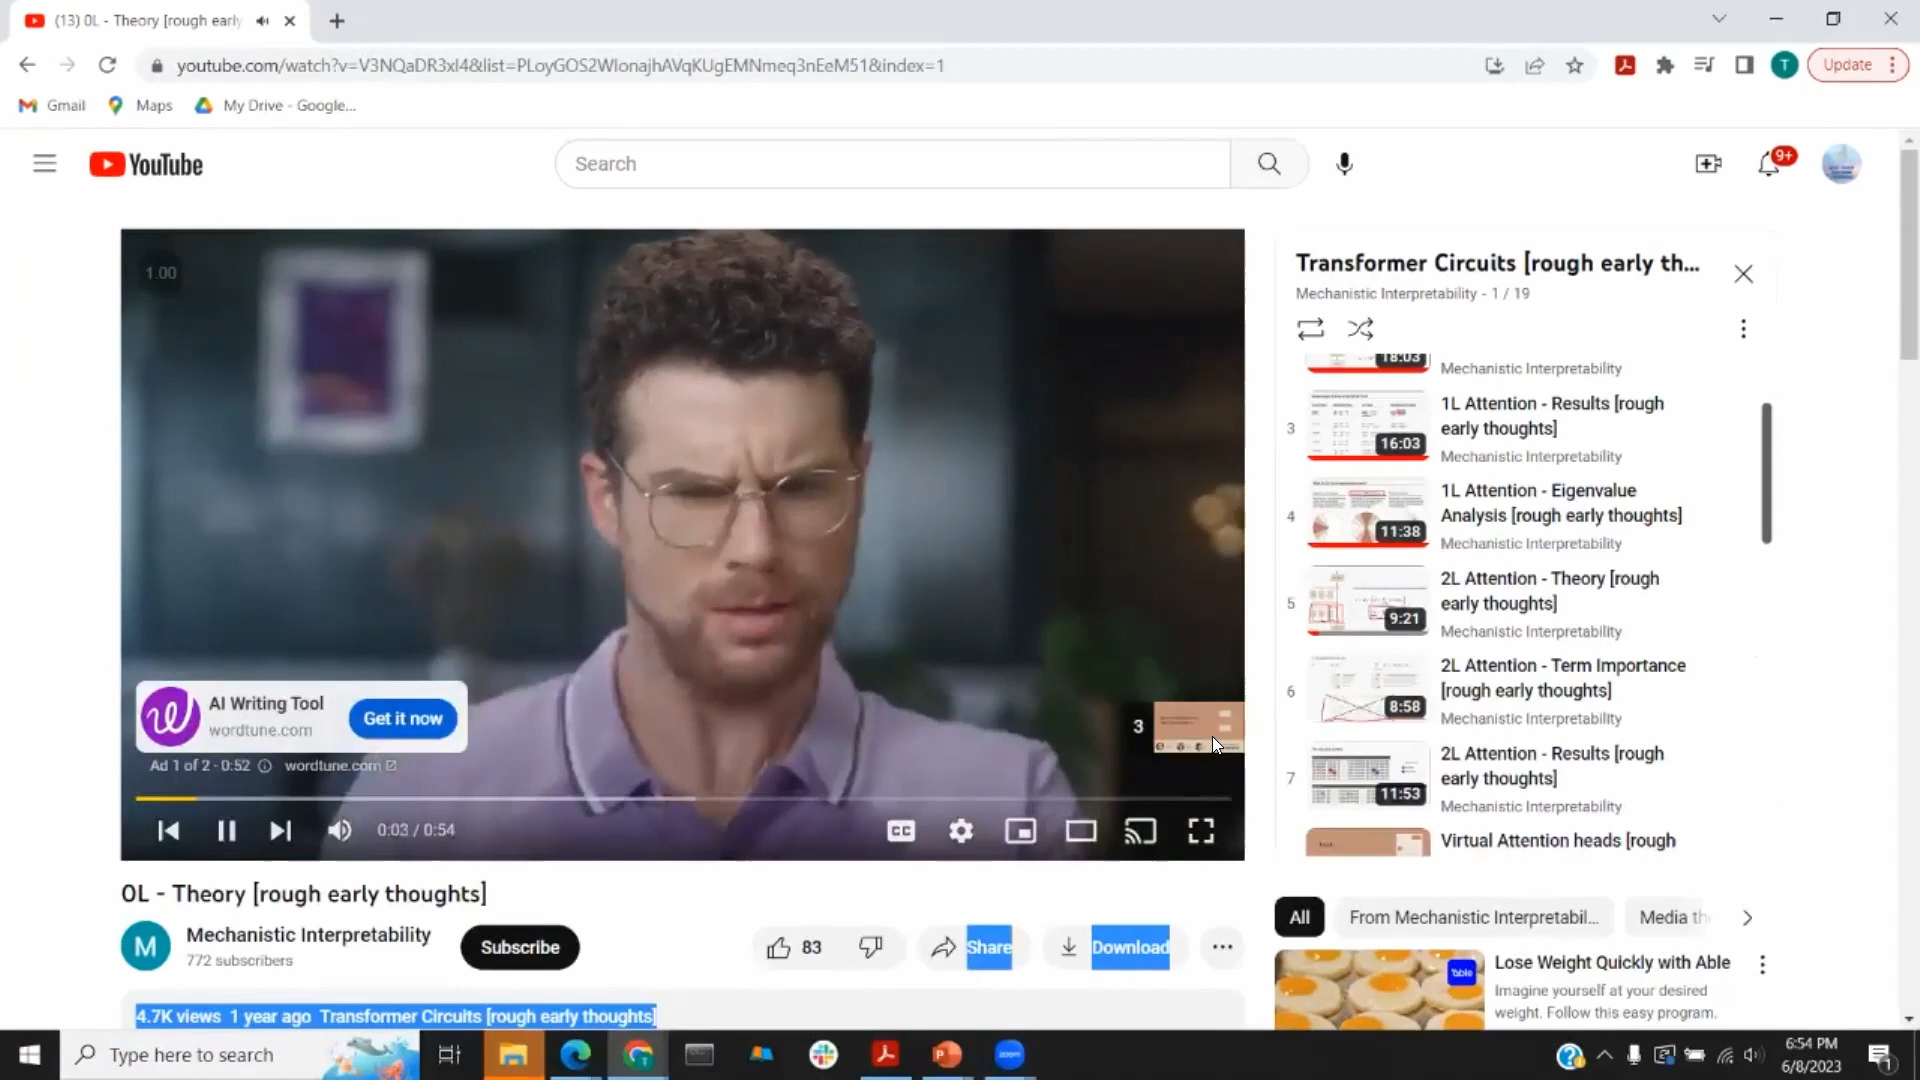 (13) 0L - Theory [rough early
youtube.com/watch?v=V3NQaDR3xI4&list=PLoyGOS2WIonajhAVqKUgEMNmeq3nEeM51&index=1
T
Update
Gmail
Maps
My Drive - Google...
YouTube
Search
9+
1.00
AI Writing Tool
wordtune.com
Get it now
3
Ad 1 of 2 - 0:52
wordtune.com
0:03 / 0:54
CC
Transformer Circuits [rough early th...
Mechanistic Interpretability - 1 / 19
18:03
Mechanistic Interpretability
3
16:03
1L Attention - Results [rough
early thoughts]
Mechanistic Interpretability
4
11:38
1L Attention - Eigenvalue
Analysis [rough early thoughts]
Mechanistic Interpretability
5
9:21
2L Attention - Theory [rough
early thoughts]
Mechanistic Interpretability
6
8:58
2L Attention - Term Importance
[rough early thoughts]
Mechanistic Interpretability
7
11:53
2L Attention - Results [rough
early thoughts]
Mechanistic Interpretability
Virtual Attention heads [rough
0L - Theory [rough early thoughts]
M
Mechanistic Interpretability
772 subscribers
Subscribe
83
Share
Download
4.7K views 1 year ago Transformer Circuits [rough early thoughts]
All
From Mechanistic Interpretabil...
Media th
Table
Lose Weight Quickly with Able
Imagine yourself at your desired
weight. Follow this easy program.
Type here to search
zoom
6:54 PM
6/8/2023
1